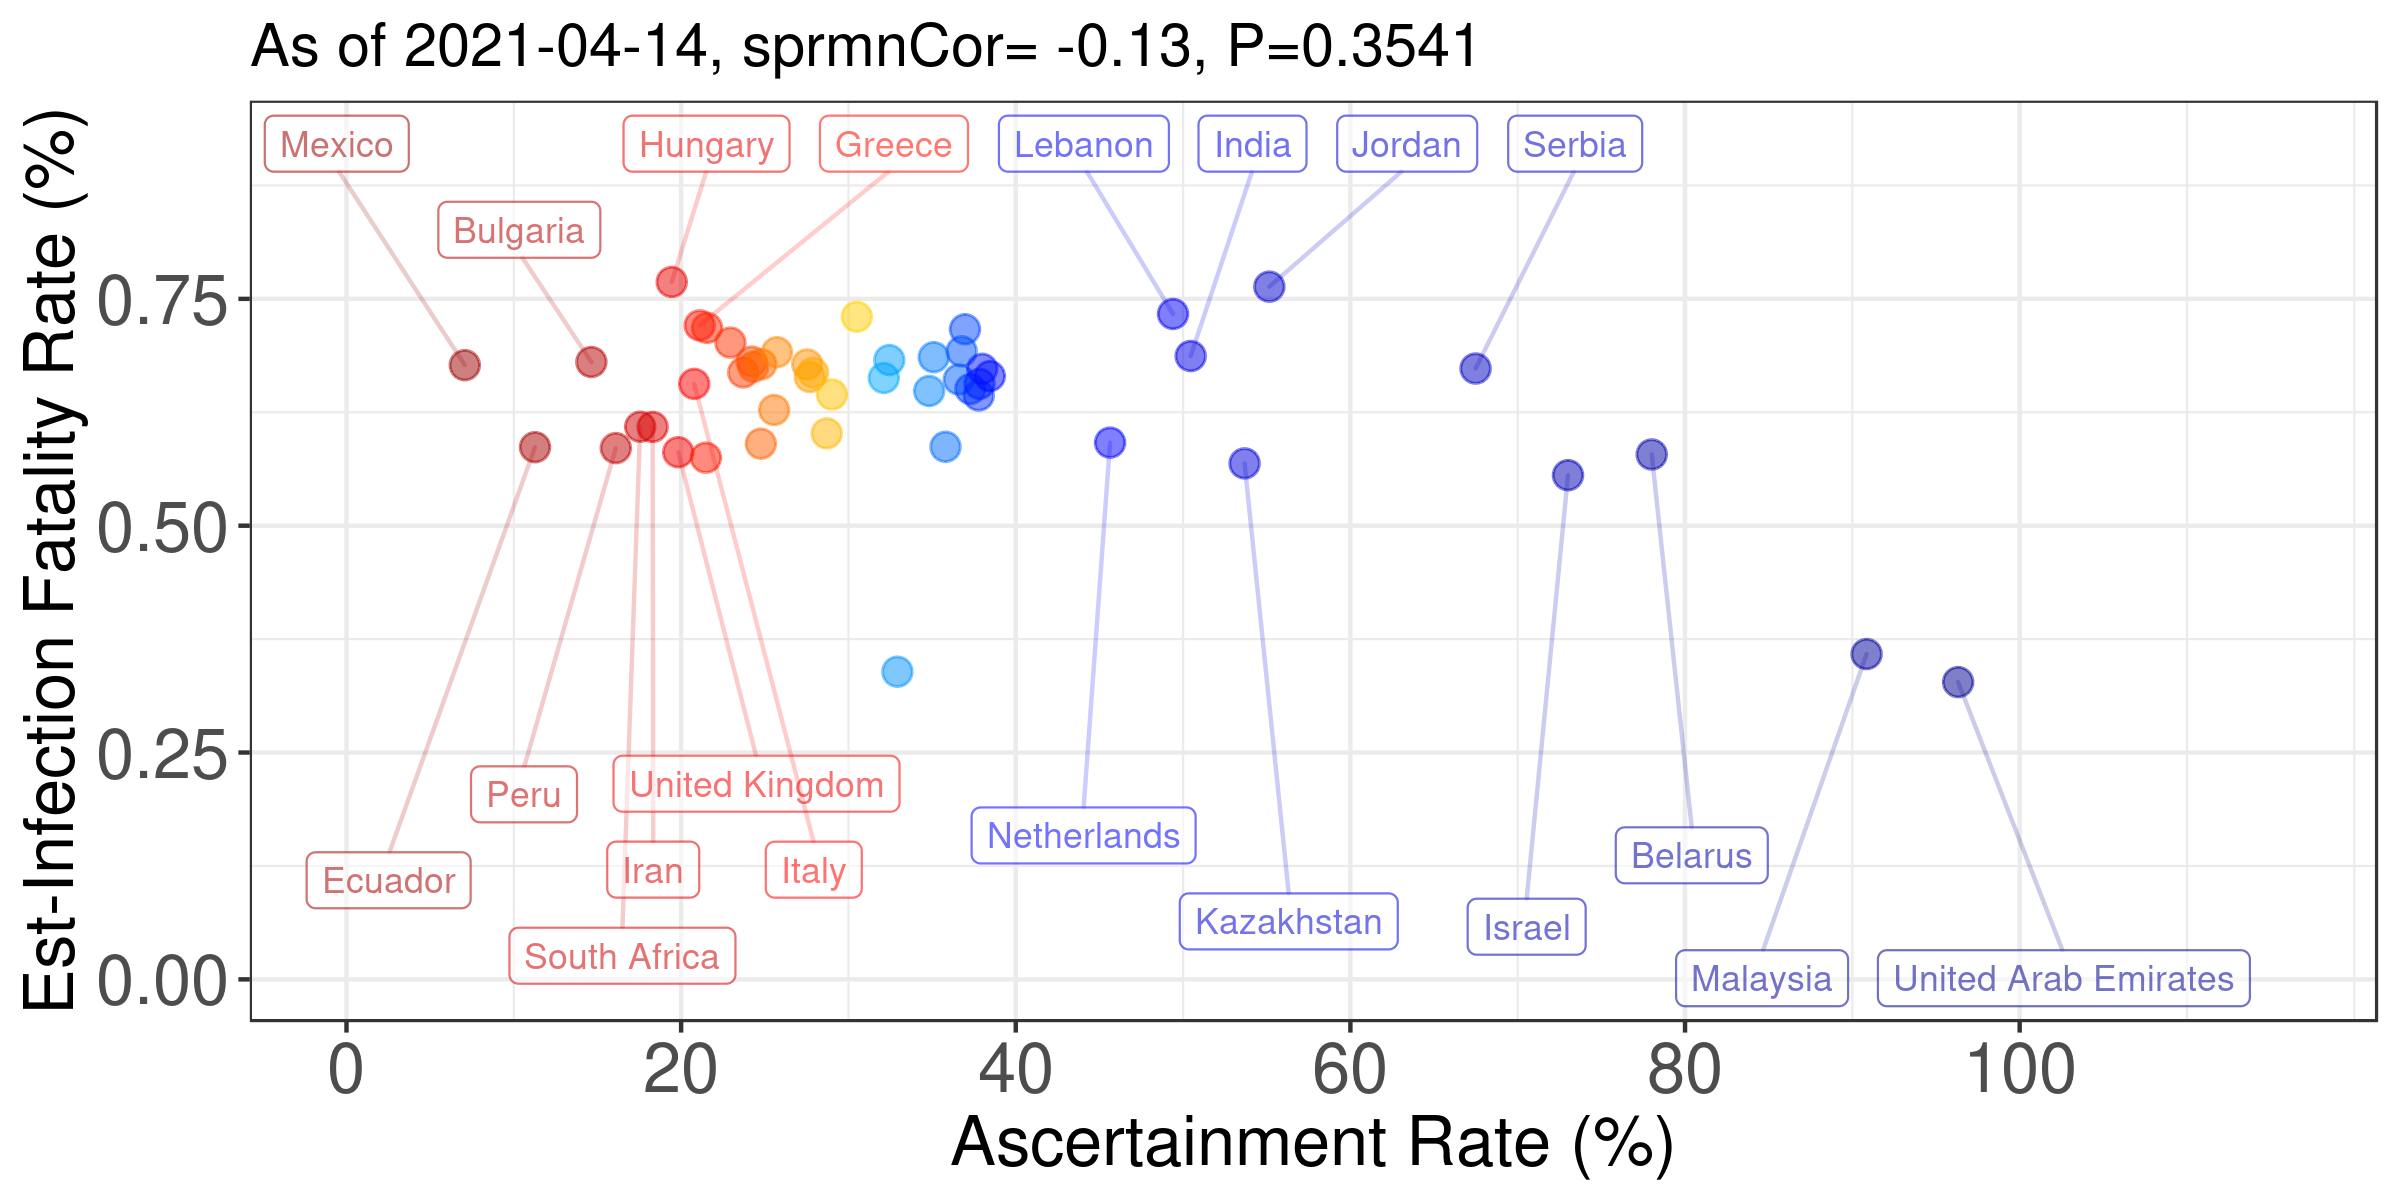 As of 2021-04-14, sprmnCor= -0.13, P=0.3541
Est-Infection Fatality Rate (%)
0.75
0.50
0.25
0.00
Mexico
Hungary
Greece
Lebanon
India
Jordan
Serbia
Bulgaria
United Kingdom
Peru
Netherlands
Belarus
Iran
Italy
Ecuador
Kazakhstan
Israel
South Africa
Malaysia
United Arab Emirates
0
20
40
60
80
100
Ascertainment Rate (%)